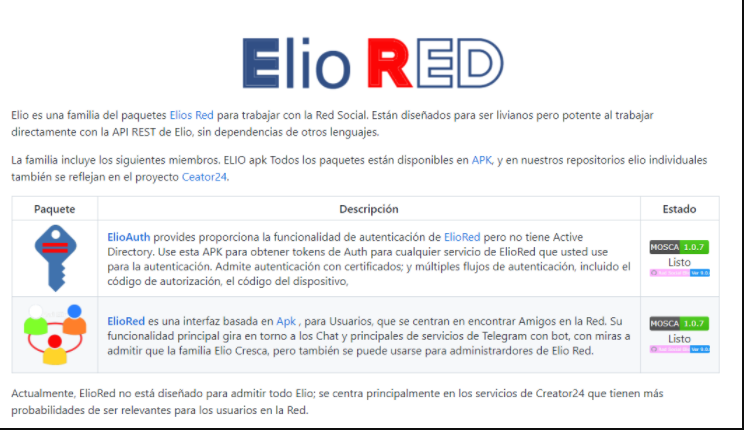 Elio RED
Elio es una familia del paquetes Elios Red para trabajar con la Red Social. Están diseñados para ser livianos pero potente al trabajar
directamente con la API REST de Elio, sin dependencias de otros lenguajes.
La familia incluye los siguientes miembros. ELIO apk Todos los paquetes están disponibles en APK, y en nuestros repositorios elio individuales
también se reflejan en el proyecto Ceator24.
Paquete Descripción Estado
ElioAuth provides proporciona la funcionalidad de autenticación de ElioRed pero no tiene Active
Directory. Use esta APK para obtener tokens de Auth para cualquier servicio de ElioRed que usted use
para la autenticación. Admite autenticación con certificados; y múltiples flujos de autenticación, incluido el
código de autorización, el código del dispositivo,
MOSCA 1.0.7
Listo
ElioRed es una interfaz basada en Apk , para Usuarios, que se centran en encontrar Amigos en la Red. Su
funcionalidad principal gira en torno a los Chat y principales de servicios de Telegram con bot, con miras a
admitir que la familia Elio Cresca, pero también se puede usarse para administrardores de Elio Red.
MOSCA 1.0.7
Listo
Actualmente, ElioRed no está diseñado para admitir todo Elio; se centra principalmente en los servicios de Creator24 que tienen más
probabilidades de ser relevantes para los usuarios en la Red.